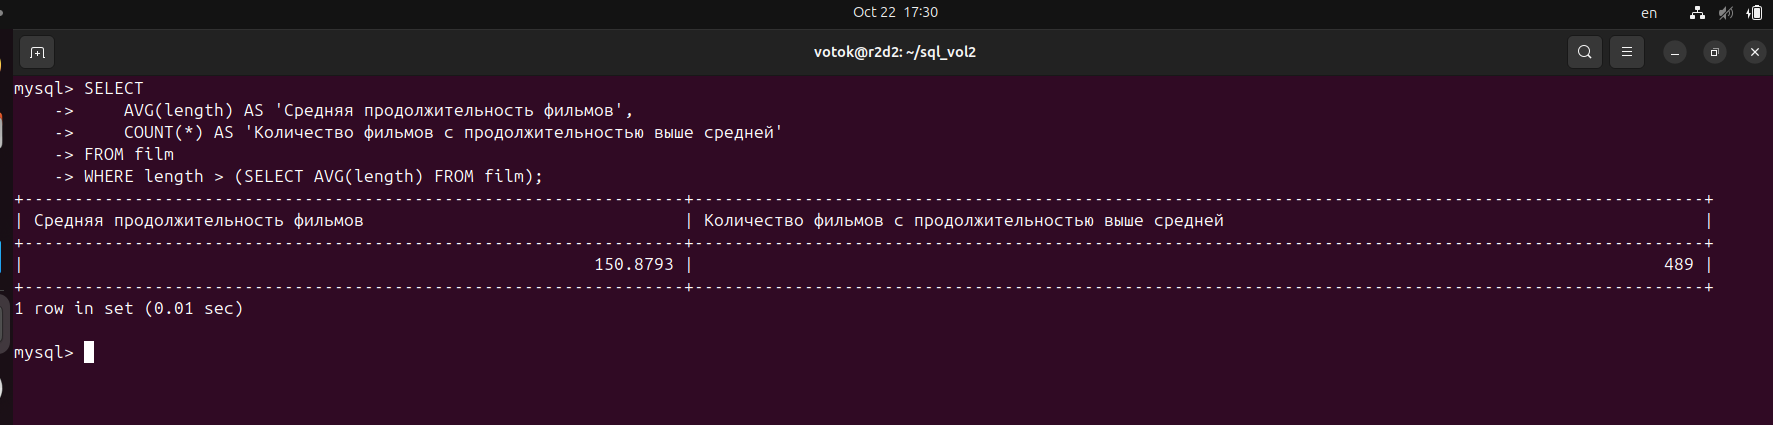 Oct 22 17:30
en
votok@r2d2: ~/sql_vol2
mysql> SELECT
    ->     AVG(length) AS 'Средняя продолжительность фильмов',
    ->     COUNT(*) AS 'Количество фильмов с продолжительностью выше средней'
    -> FROM film
    -> WHERE length > (SELECT AVG(length) FROM film);
+------------------------------------------------------------------+-----------------------------------------------------------------------------------------------------+
| Средняя продолжительность фильмов                                | Количество фильмов с продолжительностью выше средней                                                |
+------------------------------------------------------------------+-----------------------------------------------------------------------------------------------------+
|                                                         150.8793 |                                                                                                 489 |
+------------------------------------------------------------------+-----------------------------------------------------------------------------------------------------+
1 row in set (0.01 sec)
mysql>